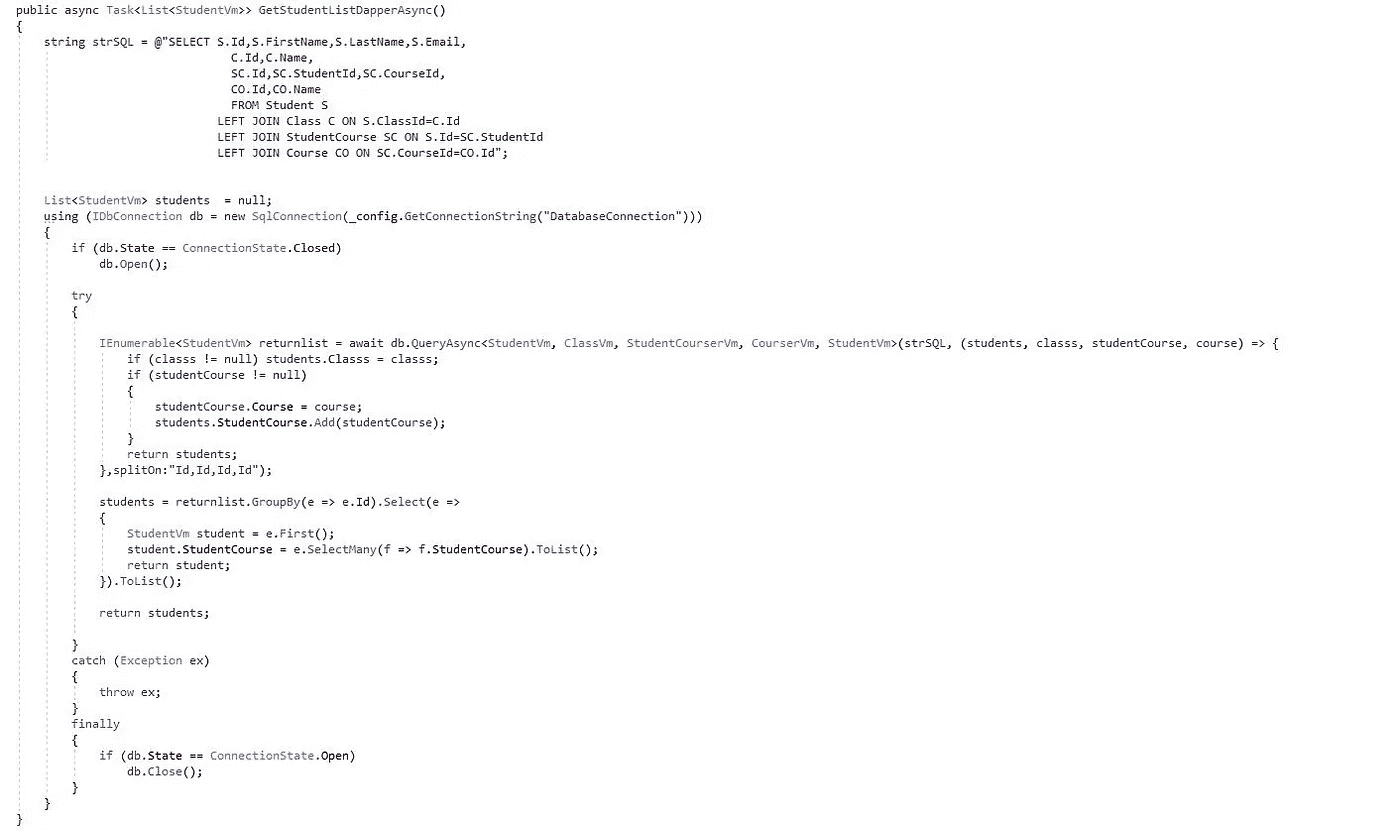 public async Task<List<StudentVm>> GetStudentListDapperAsync()
{
    string strSQL = @"SELECT S.Id,S.FirstName,S.LastName,S.Email,
                               C.Id,C.Name,
                               SC.Id,SC.StudentId,SC.CourseId,
                               CO.Id,CO.Name
                               FROM Student S
                             LEFT JOIN Class C ON S.ClassId=C.Id
                             LEFT JOIN StudentCourse SC ON S.Id=SC.StudentId
                             LEFT JOIN Course CO ON SC.CourseId=CO.Id";
    List<StudentVm> students  = null;
    using (IDbConnection db = new SqlConnection(_config.GetConnectionString("DatabaseConnection")))
    {
        if (db.State == ConnectionState.Closed)
            db.Open();
        try
        {
            IEnumerable<StudentVm> returnlist = await db.QueryAsync<StudentVm, ClassVm, StudentCourserVm, CourserVm, StudentVm>(strSQL, (students, classs, studentCourse, course) => {
                if (classs != null) students.Classs = classs;
                if (studentCourse != null)
                {
                    studentCourse.Course = course;
                    students.StudentCourse.Add(studentCourse);
                }
                return students;
            },splitOn:"Id,Id,Id,Id");
            students = returnlist.GroupBy(e => e.Id).Select(e =>
            {
                StudentVm student = e.First();
                student.StudentCourse = e.SelectMany(f => f.StudentCourse).ToList();
                return student;
            }).ToList();
            return students;
        }
        catch (Exception ex)
        {
            throw ex;
        }
        finally
        {
            if (db.State == ConnectionState.Open)
                db.Close();
        }
    }
}